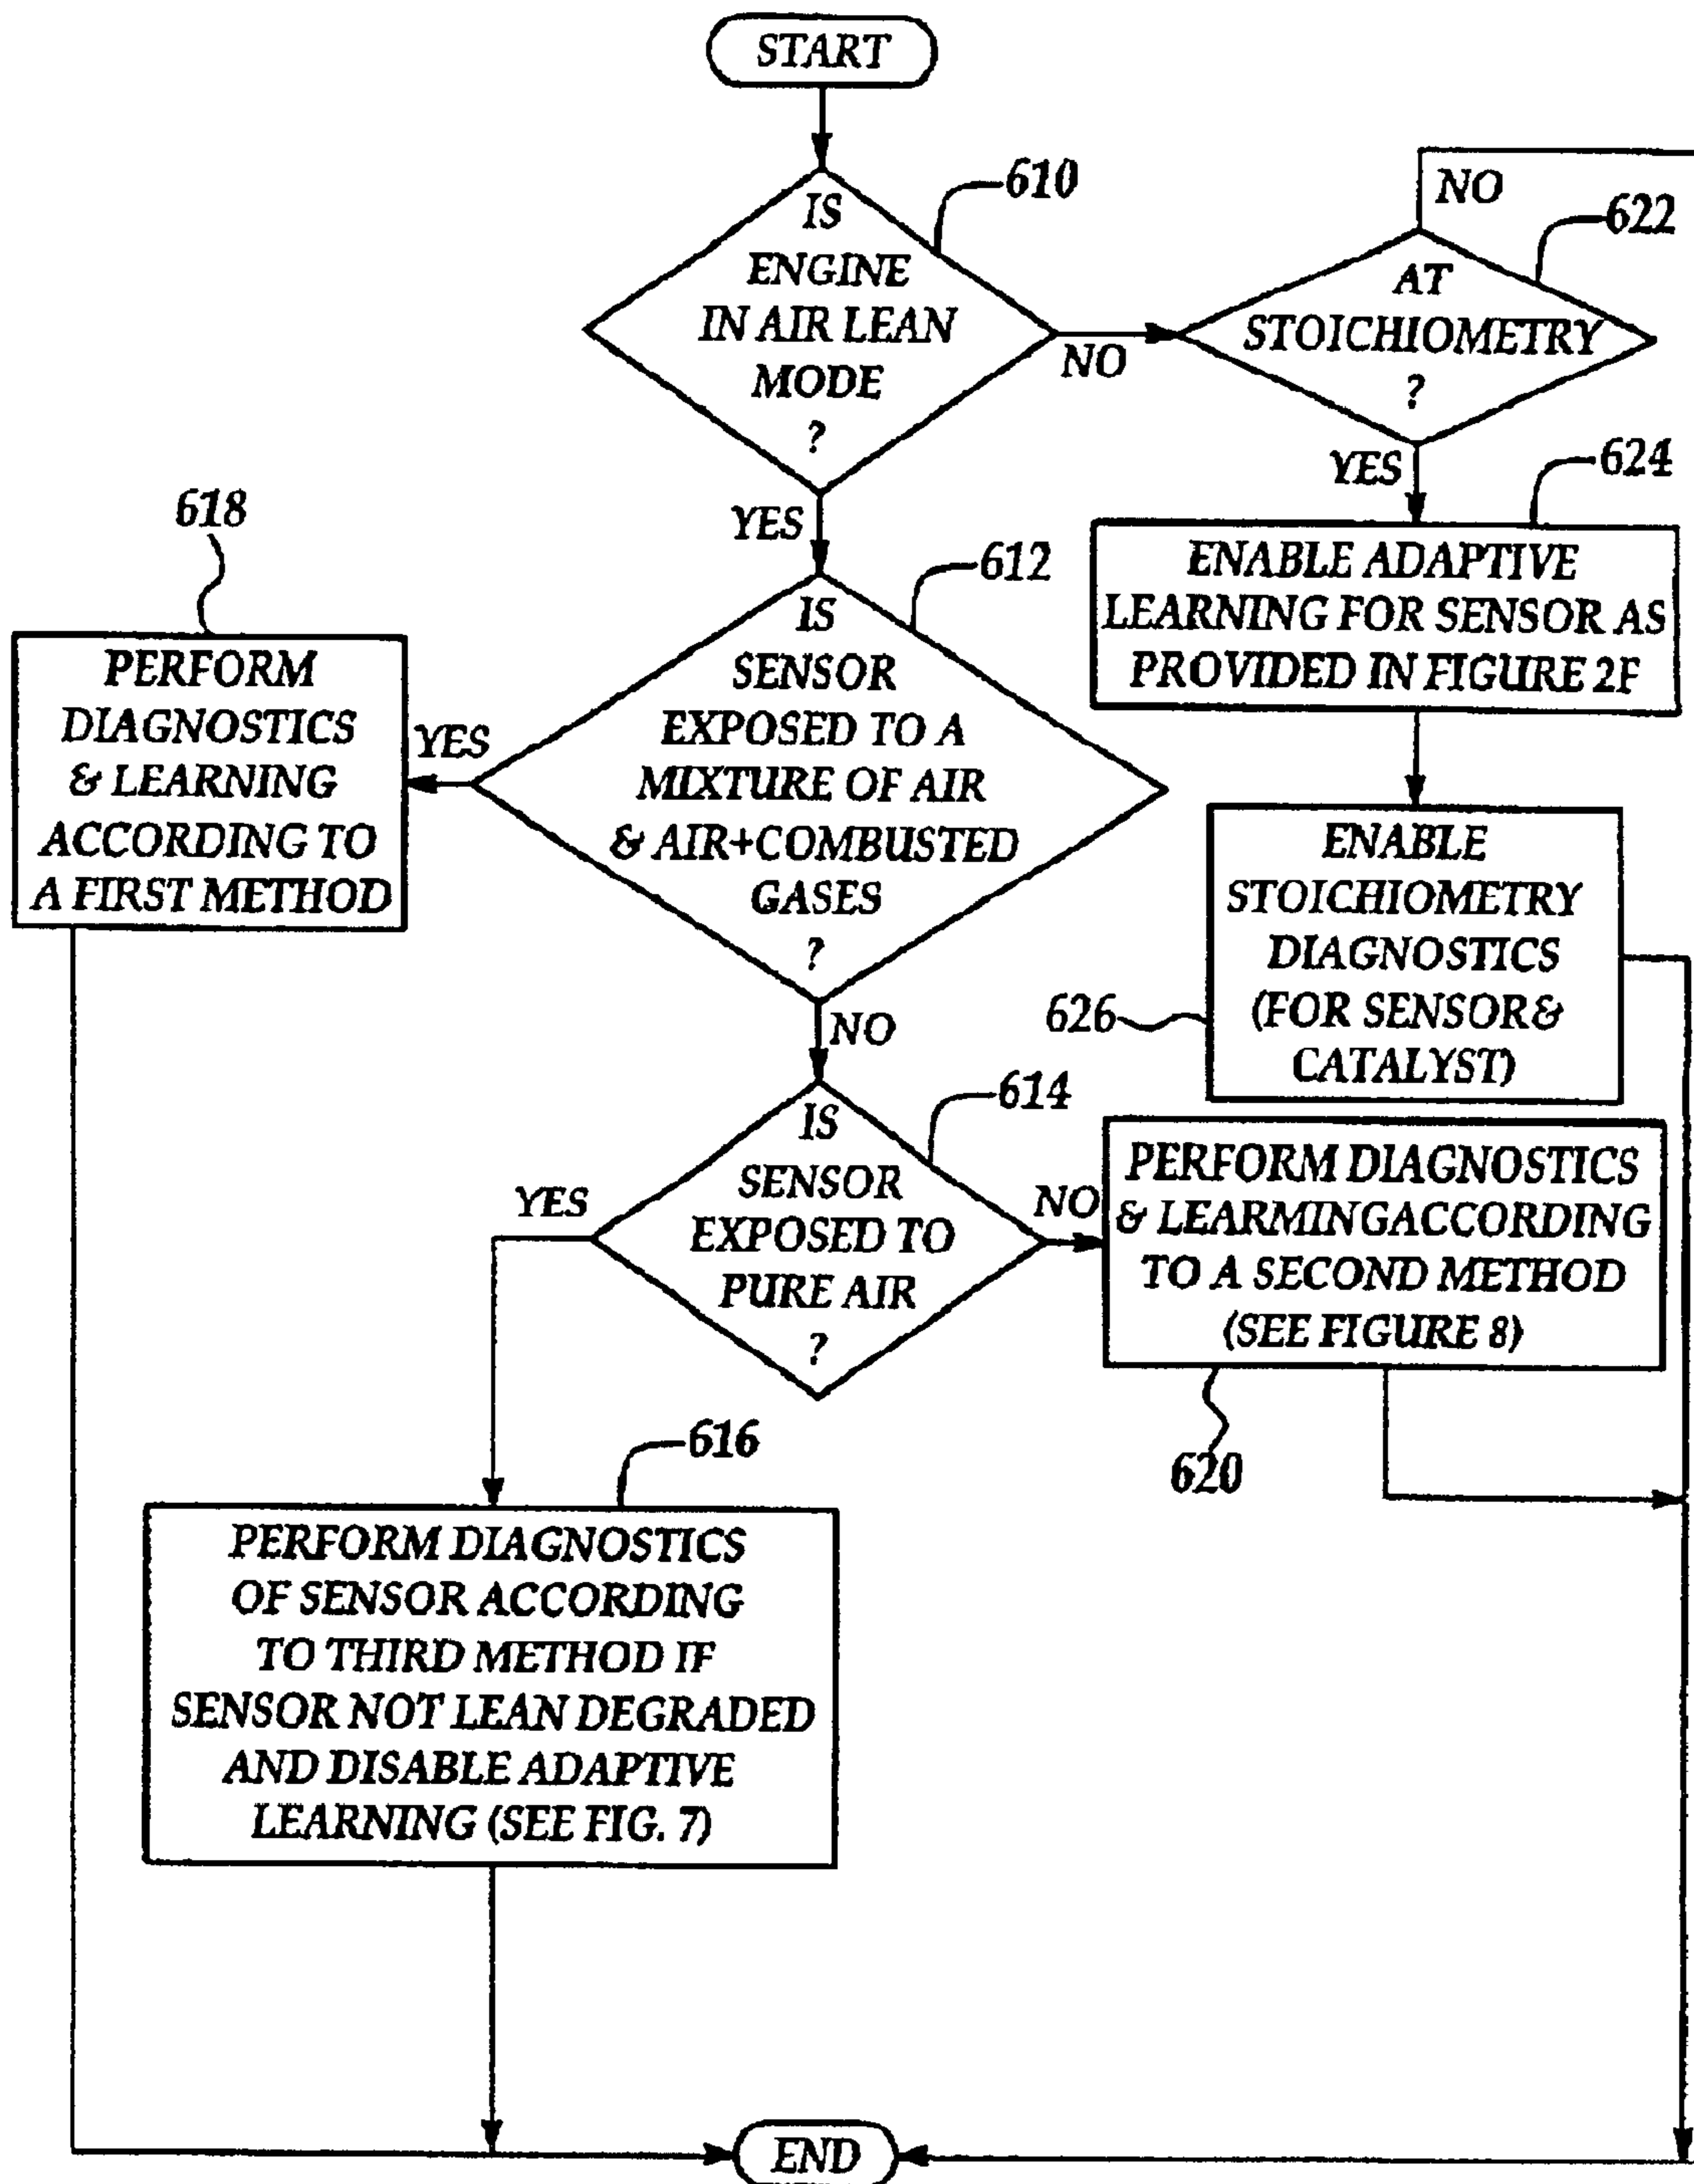 START
IS
ENGINE
IN AIR LEAN
MODE
?
610
NO
YES
NO
622
AT
STOICHIOMETRY
?
YES
624
ENABLE ADAPTIVE
LEARNING FOR SENSOR AS
PROVIDED IN FIGURE 2F
618
PERFORM
DIAGNOSTICS
& LEARNING
ACCORDING TO
A FIRST METHOD
YES
612
IS
SENSOR
EXPOSED TO A
MIXTURE OF AIR
& AIR+COMBUSTED
GASES
?
NO
ENABLE
STOICHIOMETRY
DIAGNOSTICS
(FOR SENSOR&
CATALYST)
626
614
IS
SENSOR
EXPOSED TO
PURE AIR
?
YES
NO
PERFORM DIAGNOSTICS
& LEARMINGACCORDING
TO A SECOND METHOD
(SEE FIGURE 8)
620
616
PERFORM DIAGNOSTICS
OF SENSOR ACCORDING
TO THIRD METHOD IF
SENSOR NOT LEAN DEGRADED
AND DISABLE ADAPTIVE
LEARNING (SEE FIG. 7)
END